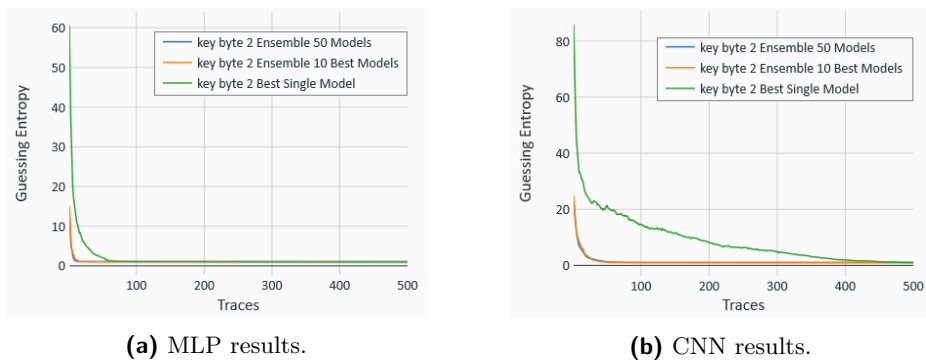 60
50
40
30
20
10
0
Guessing Entropy
key byte 2 Ensemble 50 Models
key byte 2 Ensemble 10 Best Models
key byte 2 Best Single Model
100
200
300
400
500
Traces
(a) MLP results.
80
60
40
20
0
Guessing Entropy
key byte 2 Ensemble 50 Models
key byte 2 Ensemble 10 Best Models
key byte 2 Best Single Model
100
200
300
400
500
Traces
(b) CNN results.